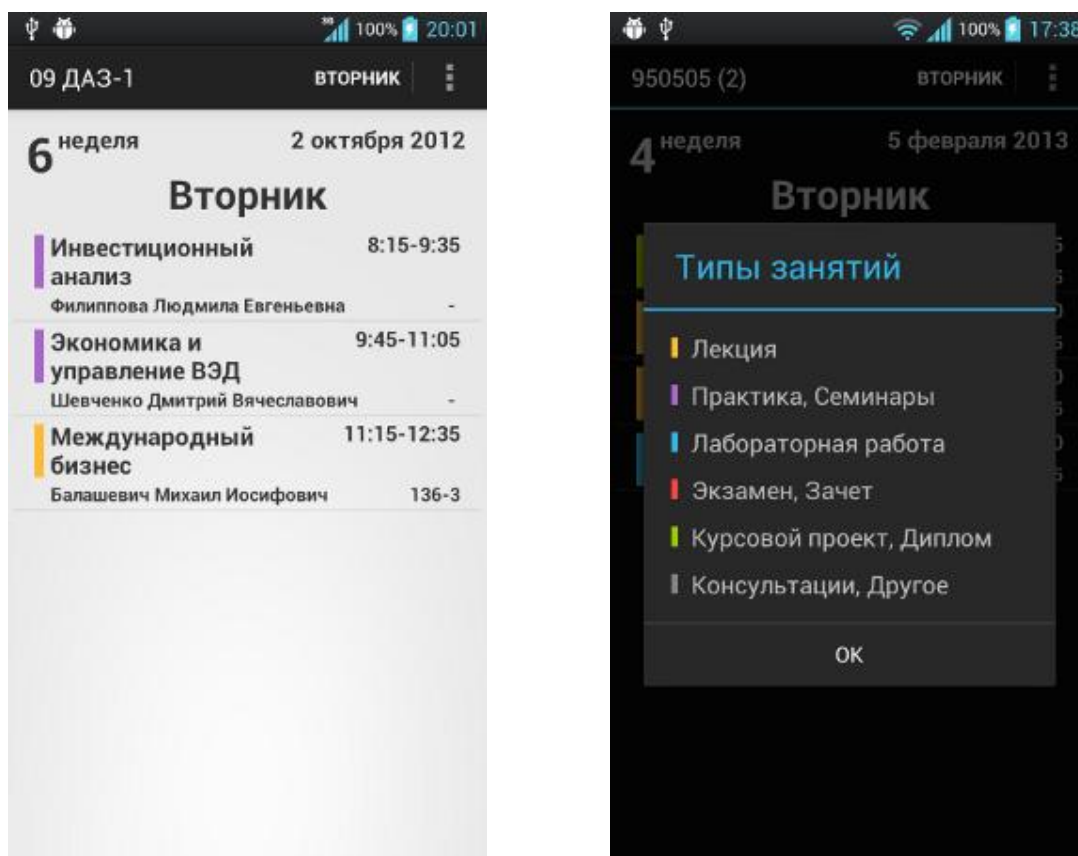 100% 20:01
09 ДАЗ-1 ВТОРНИК
6 неделя 2 октября 2012
Вторник
Инвестиционный 8:15-9:35
анализ
Филиппова Людмила Евгеньевна -
Экономика и 9:45-11:05
управление ВЭД
Шевченко Дмитрий Вячеславович -
Международный 11:15-12:35
бизнес
Балашевич Михаил Иосифович 136-3
100% 17:38
950505 (2) ВТОРНИК
4 неделя 5 февраля 2013
Вторник
Типы занятий
Лекция
Практика, Семинары
Лабораторная работа
Экзамен, Зачет
Курсовой проект, Диплом
Консультации, Другое
ОК